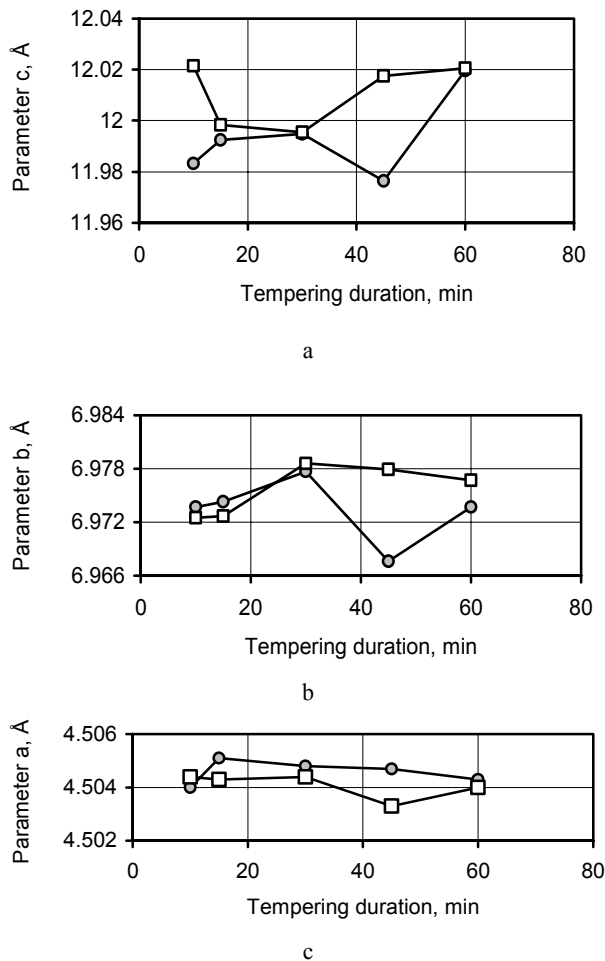 Parameter c, Å
12.04
12.02
12
11.98
11.96
0 20 40 60 80
Tempering duration, min
a
Parameter b, Å
6.984
6.978
6.972
6.966
0 20 40 60 80
Tempering duration, min
b
Parameter a, Å
4.506
4.504
4.502
0 20 40 60 80 100
Tempering duration, min
c